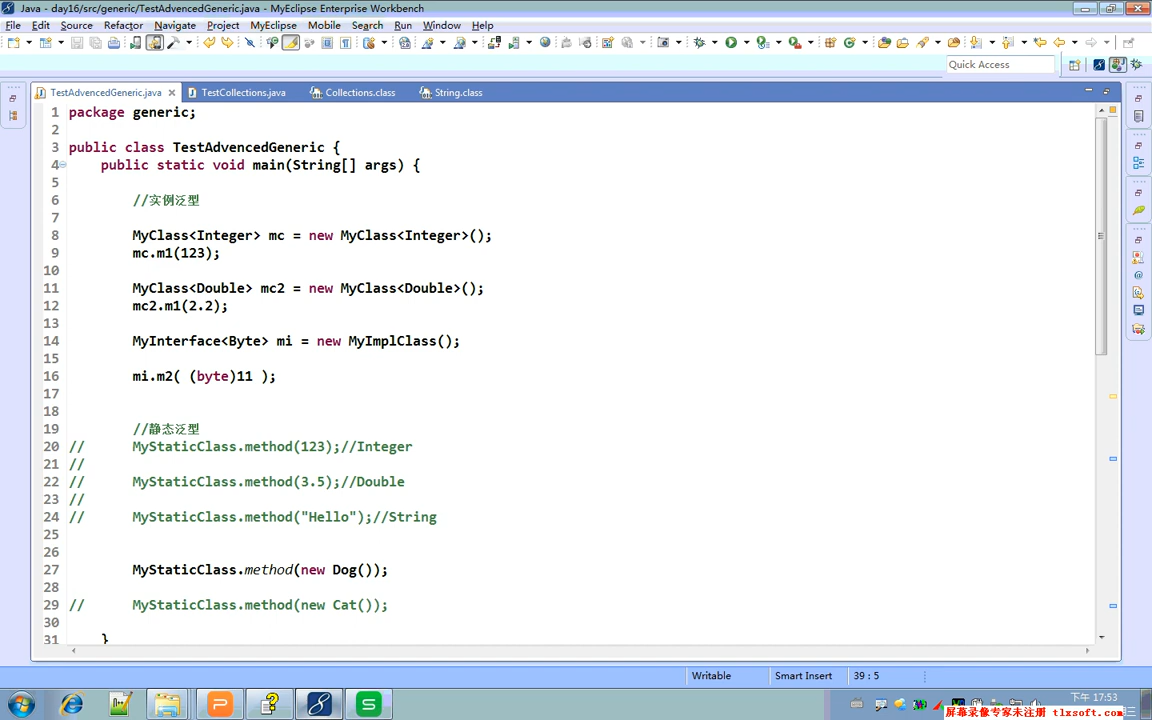 Java - day16/src/generic/TestAdvencedGeneric.java - MyEclipse Enterprise Workbench
File Edit Source Refactor Navigate Project MyEclipse Mobile Search Run Window Help
Quick Access
TestAdvencedGeneric.java TestCollections.java Collections.class String.class
1 package generic;
2
3 public class TestAdvencedGeneric {
4 public static void main(String[] args) {
5
6 //实例泛型
7
8 MyClass<Integer> mc = new MyClass<Integer>();
9 mc.m1(123);
10
11 MyClass<Double> mc2 = new MyClass<Double>();
12 mc2.m1(2.2);
13
14 MyInterface<Byte> mi = new MyImplClass();
15
16 mi.m2( (byte)11 );
17
18
19 //静态泛型
20 // MyStaticClass.method(123);//Integer
21 //
22 // MyStaticClass.method(3.5);//Double
23 //
24 // MyStaticClass.method("Hello");//String
25
26
27 MyStaticClass.method(new Dog());
28
29 // MyStaticClass.method(new Cat());
30
31 }
Writable Smart Insert 39 : 5
下午 17:53
屏幕录像专家未注册 tlxsoft.com